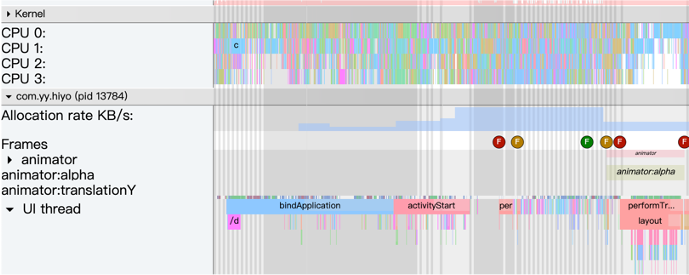 Kernel
CPU 0:
CPU 1:
c
CPU 2:
CPU 3:
com.yy.hiyo (pid 13784)
Allocation rate KB/s:
Frames
F F F F F
animator
animator
animator:alpha
animator:alpha
animator:translationY
UI thread
bindApplication activityStart per performTr...
/d layout